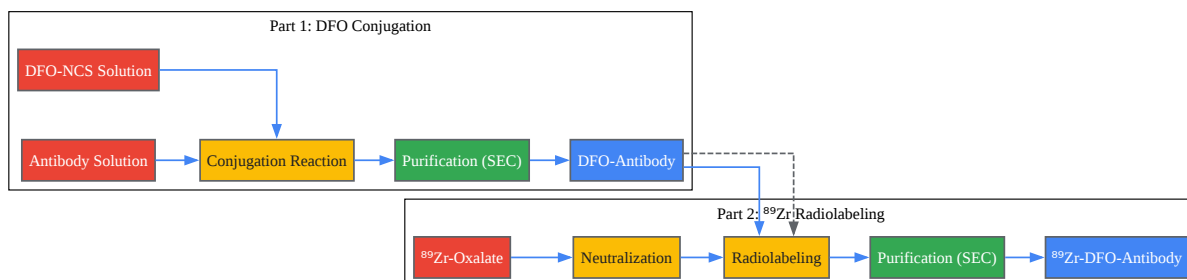 Part 1: DFO Conjugation
DFO-NCS Solution
Antibody Solution
Conjugation Reaction
Purification (SEC)
DFO-Antibody
Part 2: ⁸⁹Zr Radiolabeling
⁸⁹Zr-Oxalate
Neutralization
Radiolabeling
Purification (SEC)
⁸⁹Zr-DFO-Antibody